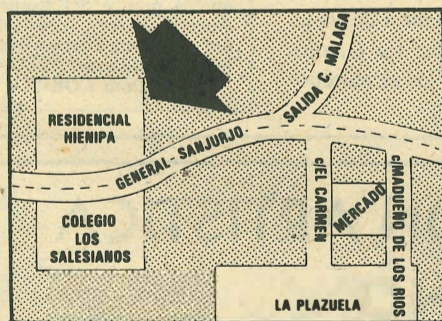 RESIDENCIAL
HIENIPA
GENERAL-SANJURJO
SALIDA C. MALAGA
COLEGIO
LOS
SALESIANOS
c/EL CARMEN
MERCADO
c/MADUEÑO DE LOS RIOS
LA PLAZUELA